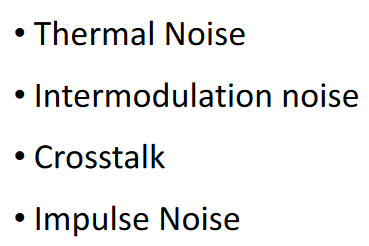 • Thermal Noise
• Intermodulation noise
• Crosstalk
• Impulse Noise